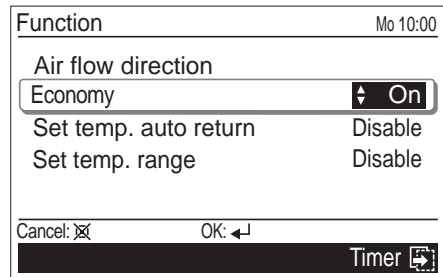 Function Mo 10:00
Air flow direction
Economy On
Set temp. auto return Disable
Set temp. range Disable
Cancel: OK:
Timer